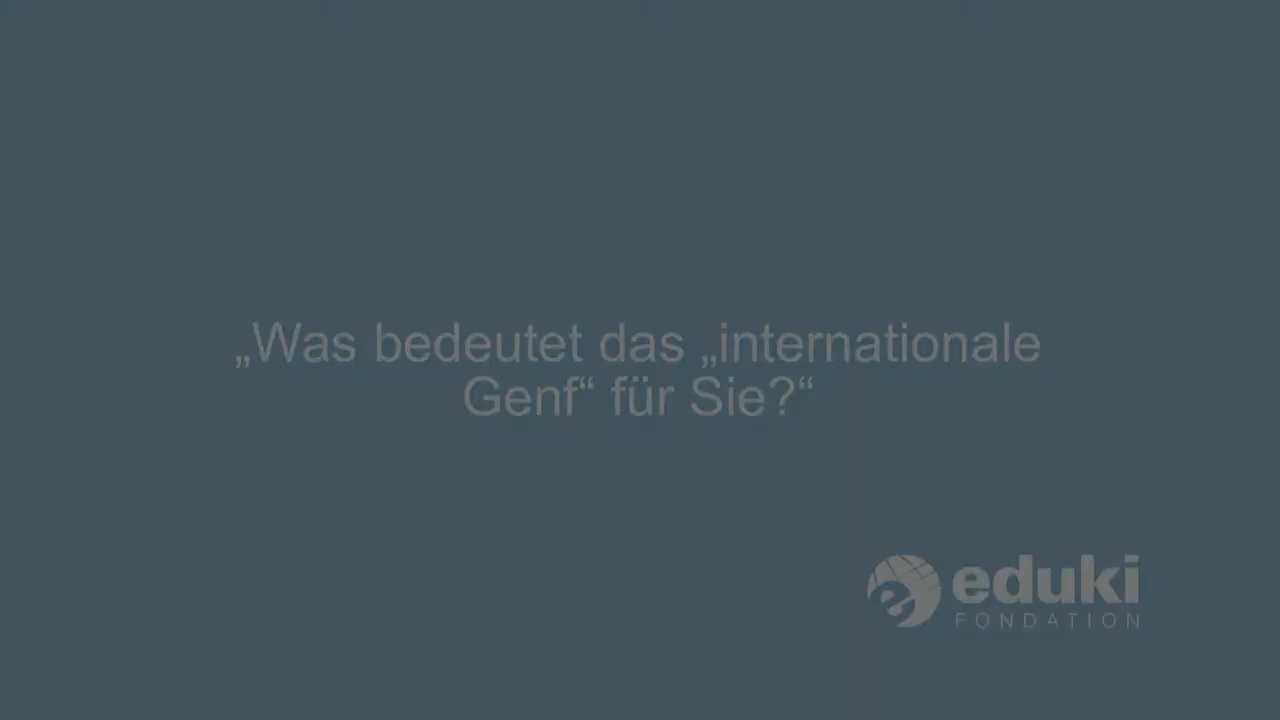 „Was bedeutet das „internationale
Genf“ für Sie?“
eduki
FONDATION